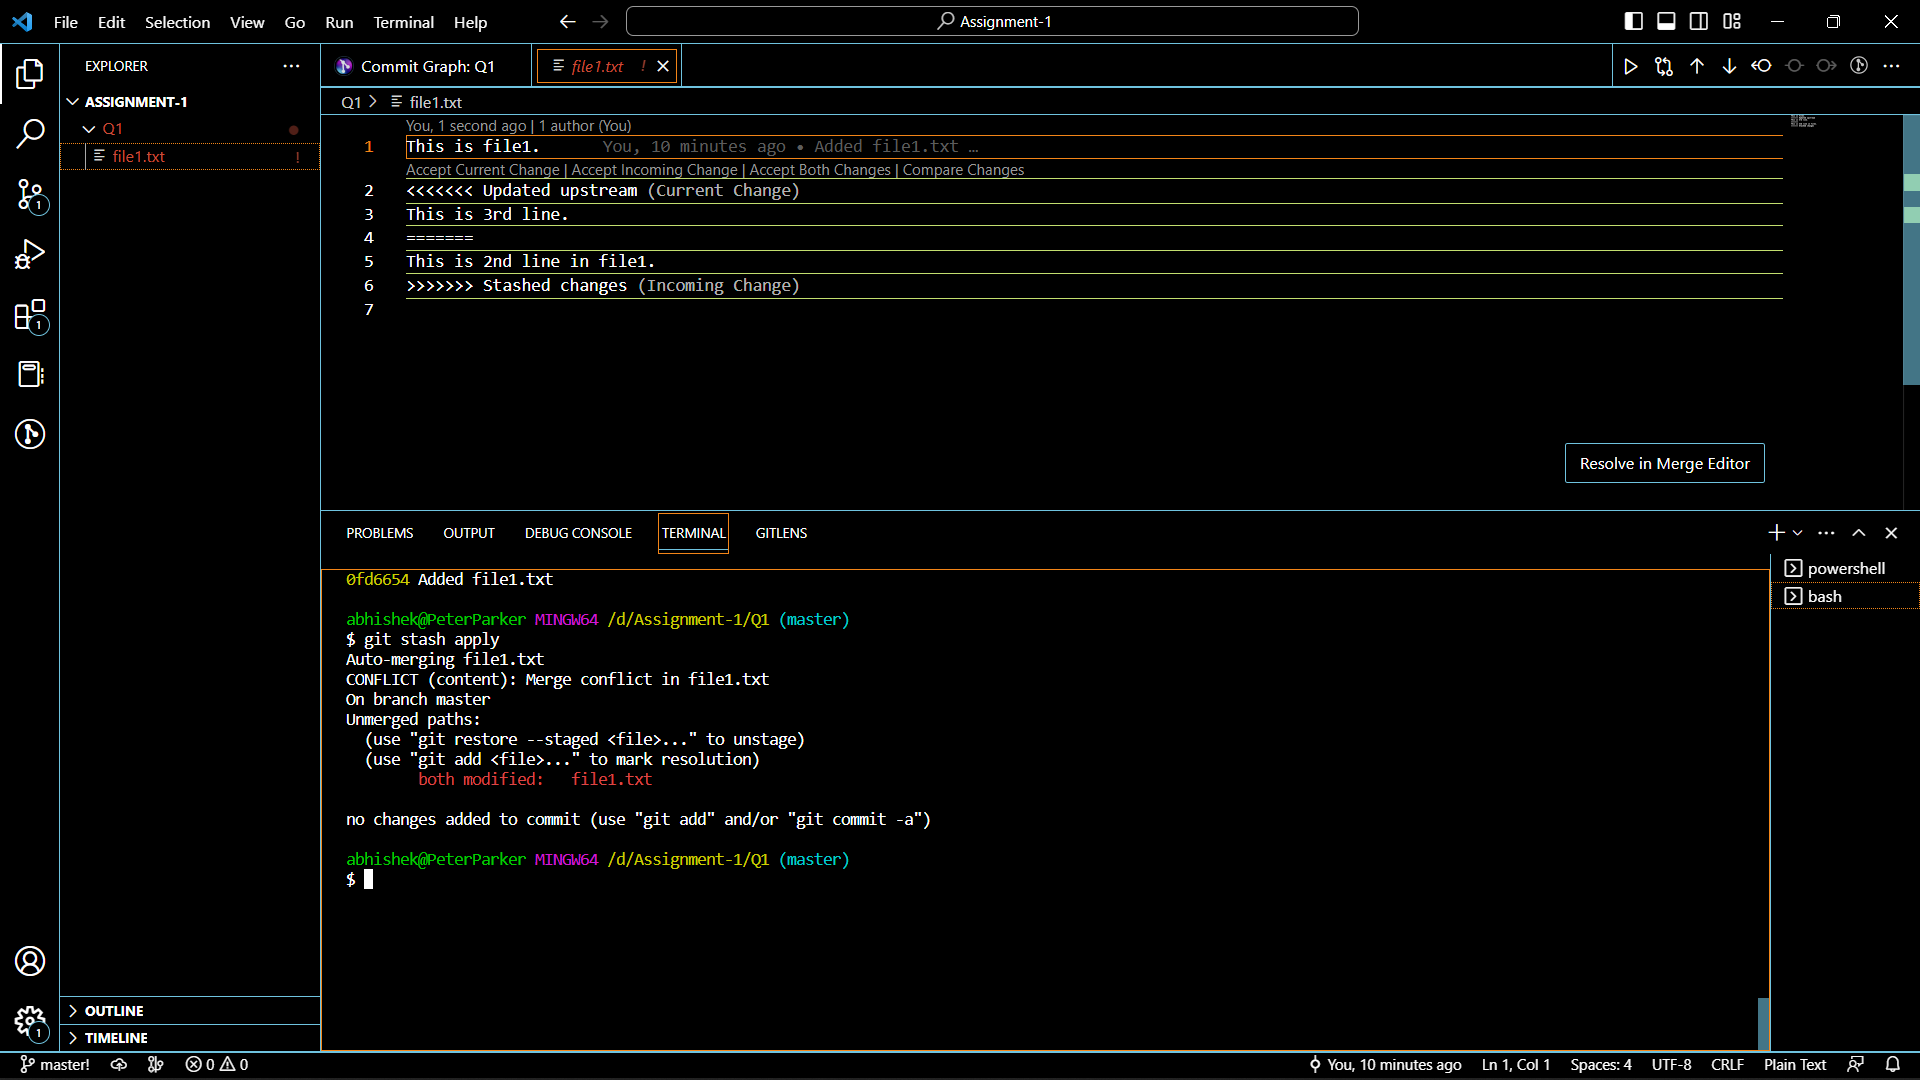 File Edit Selection View Go Run Terminal Help
Assignment-1
EXPLORER
ASSIGNMENT-1
Q1
file1.txt !
Commit Graph: Q1
file1.txt !
Q1 > file1.txt
You, 1 second ago | 1 author (You)
1 This is file1. You, 10 minutes ago • Added file1.txt …
Accept Current Change | Accept Incoming Change | Accept Both Changes | Compare Changes
2 <<<<<<< Updated upstream (Current Change)
3 This is 3rd line.
4 =======
5 This is 2nd line in file1.
6 >>>>>>> Stashed changes (Incoming Change)
7
Resolve in Merge Editor
1
1
PROBLEMS OUTPUT DEBUG CONSOLE TERMINAL GITLENS
powershell
bash
0fd6654 Added file1.txt
abhishek@PeterParker MINGW64 /d/Assignment-1/Q1 (master)
$ git stash apply
Auto-merging file1.txt
CONFLICT (content): Merge conflict in file1.txt
On branch master
Unmerged paths:
(use "git restore --staged <file>..." to unstage)
(use "git add <file>..." to mark resolution)
both modified: file1.txt
no changes added to commit (use "git add" and/or "git commit -a")
abhishek@PeterParker MINGW64 /d/Assignment-1/Q1 (master)
$
OUTLINE
TIMELINE
1
master! 0 0 You, 10 minutes ago Ln 1, Col 1 Spaces: 4 UTF-8 CRLF Plain Text